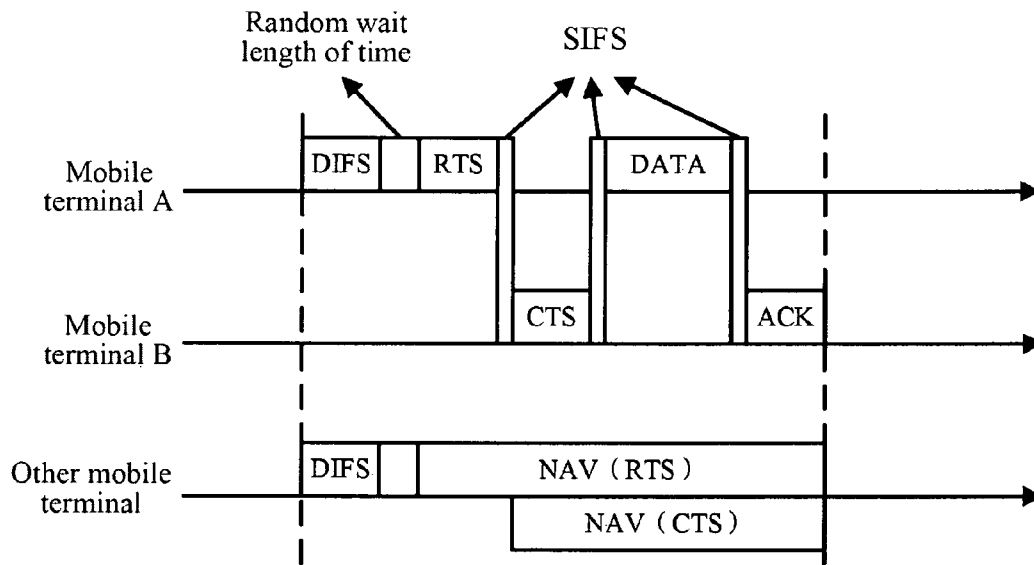 Random wait
length of time
SIFS
DIFS
RTS
DATA
Mobile
terminal A
CTS
ACK
Mobile
terminal B
DIFS
NAV（RTS）
Other mobile
terminal
NAV（CTS）